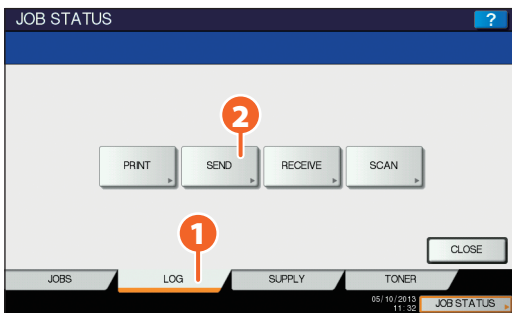 JOB STATUS ?
2
PRINT SEND RECEIVE SCAN
1
CLOSE
JOBS LOG SUPPLY TONER
05/10/2013
11:32 JOB STATUS